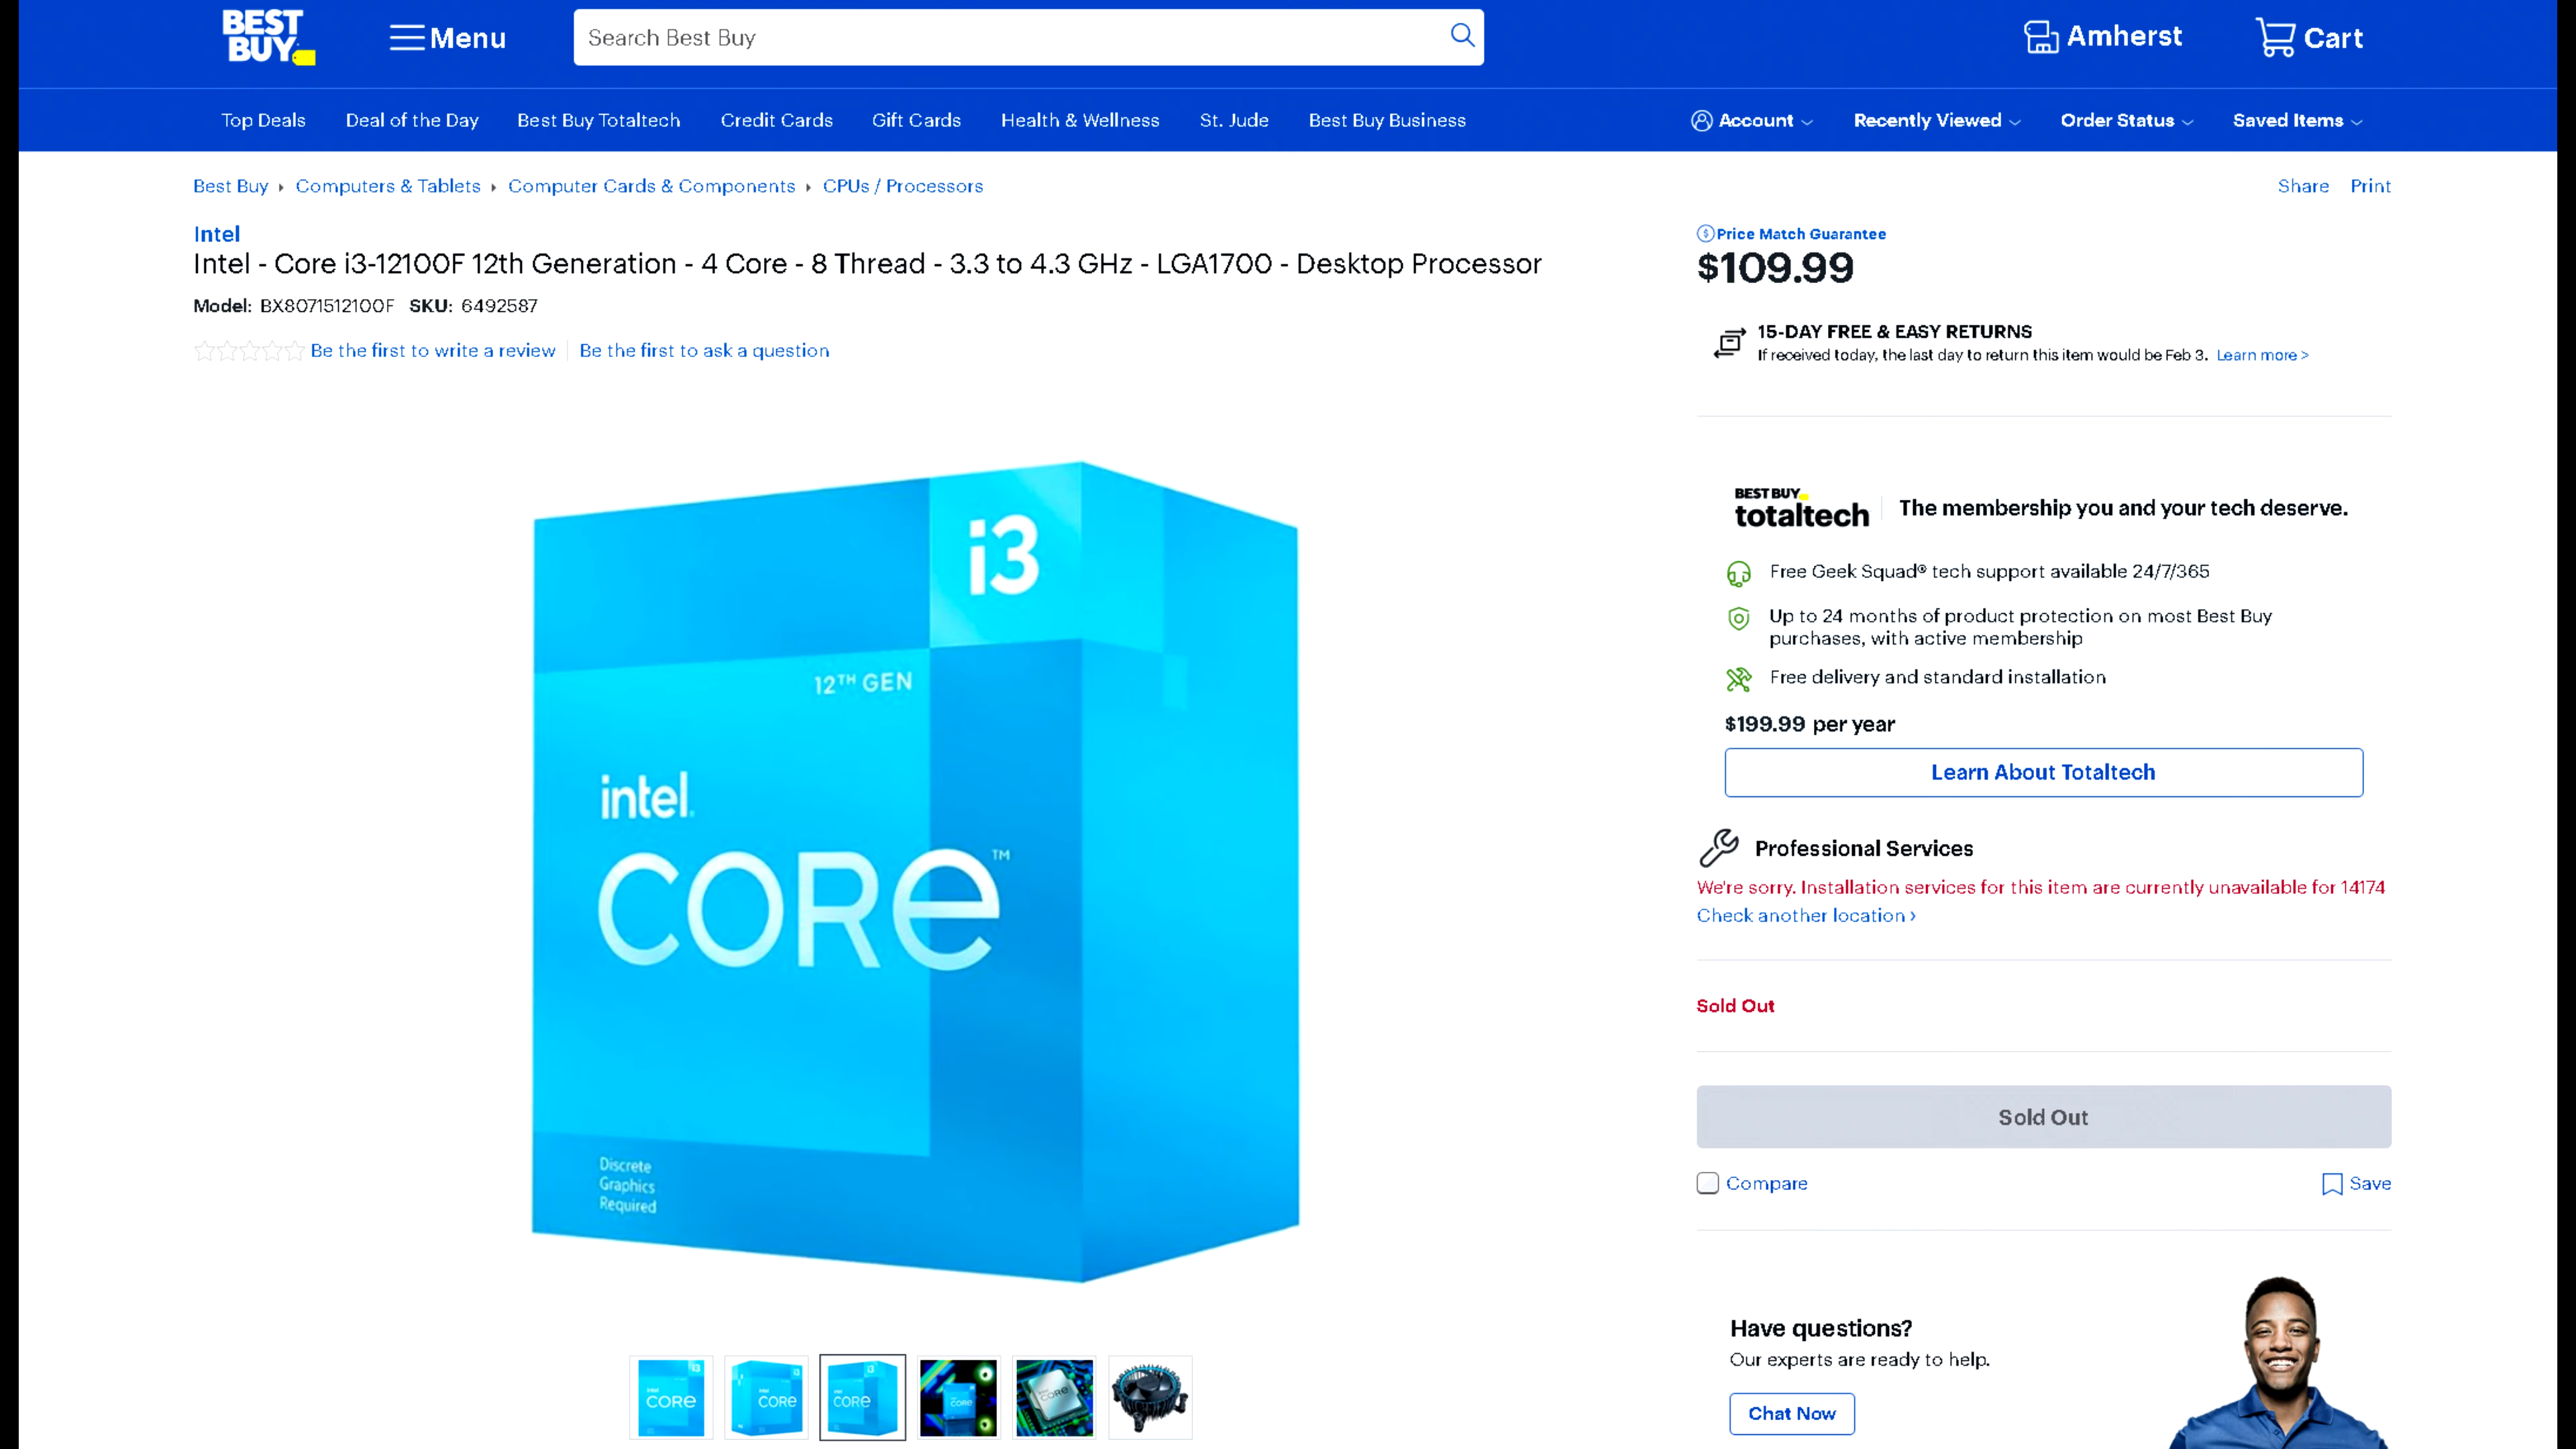 BEST
BUY
Menu
Search Best Buy
Amherst
Cart
Top Deals
Deal of the Day
Best Buy Totaltech
Credit Cards
Gift Cards
Health & Wellness
St. Jude
Best Buy Business
Account
Recently Viewed
Order Status
Saved Items
Best Buy
Computers & Tablets
Computer Cards & Components
CPUs / Processors
Share
Print
Intel
Intel - Core i3-12100F 12th Generation - 4 Core - 8 Thread - 3.3 to 4.3 GHz - LGA1700 - Desktop Processor
Model: BX8071512100F SKU: 6492587
Be the first to write a review
Be the first to ask a question
Price Match Guarantee
$109.99
15-DAY FREE & EASY RETURNS
If received today, the last day to return this item would be Feb 3. Learn more >
BEST BUY
totaltech
The membership you and your tech deserve.
Free Geek Squad® tech support available 24/7/365
Up to 24 months of product protection on most Best Buy
purchases, with active membership
Free delivery and standard installation
$199.99 per year
Learn About Totaltech
Professional Services
We're sorry. Installation services for this item are currently unavailable for 14174
Check another location ›
Sold Out
Sold Out
Compare
Save
Have questions?
Our experts are ready to help.
Chat Now
i3
12TH GEN
intel.
CORe™
Discrete
Graphics
Required
CORe
CORe
CORe
CORe
CORe